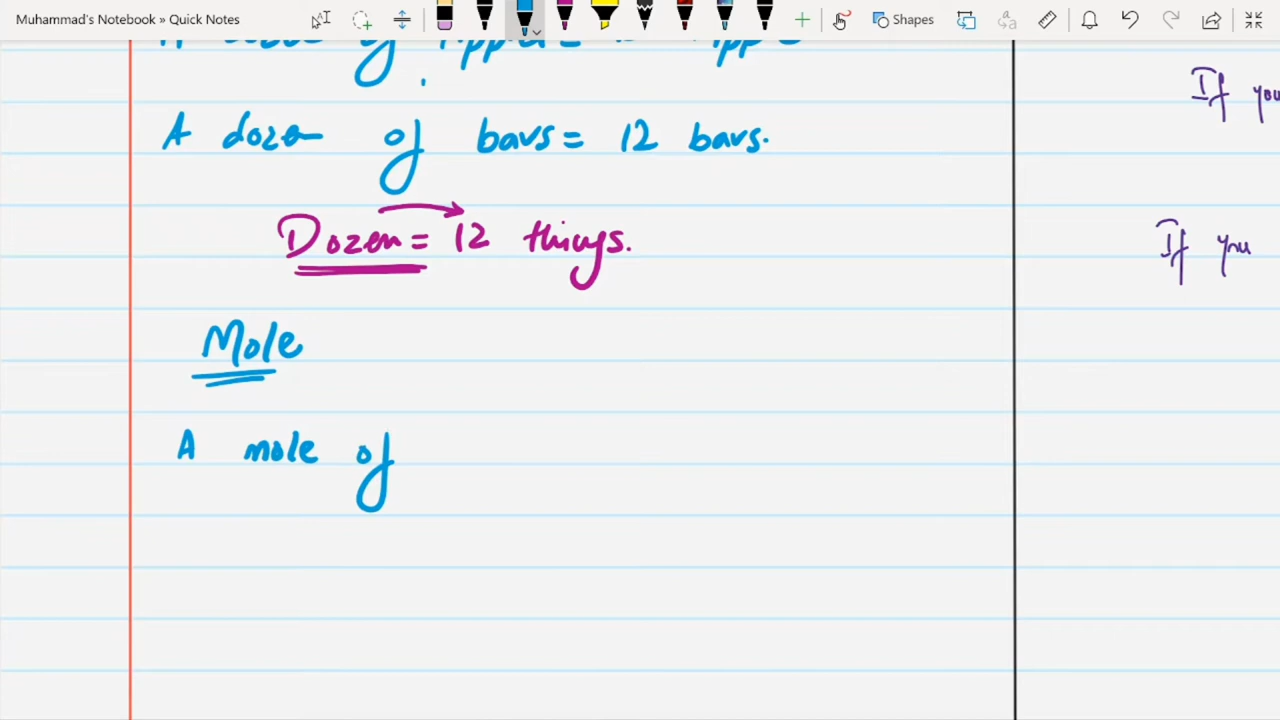 Muhammad's Notebook » Quick Notes
Shapes
of
A dozen of bars = 12 bars.
If you
Dozen = 12 things.
If you
Mole
A mole of